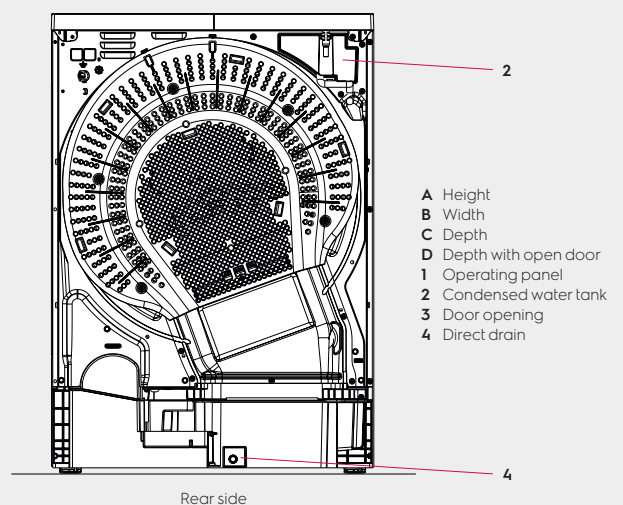 2
A Height
B Width
C Depth
D Depth with open door
1 Operating panel
2 Condensed water tank
3 Door opening
4 Direct drain
4
Rear side